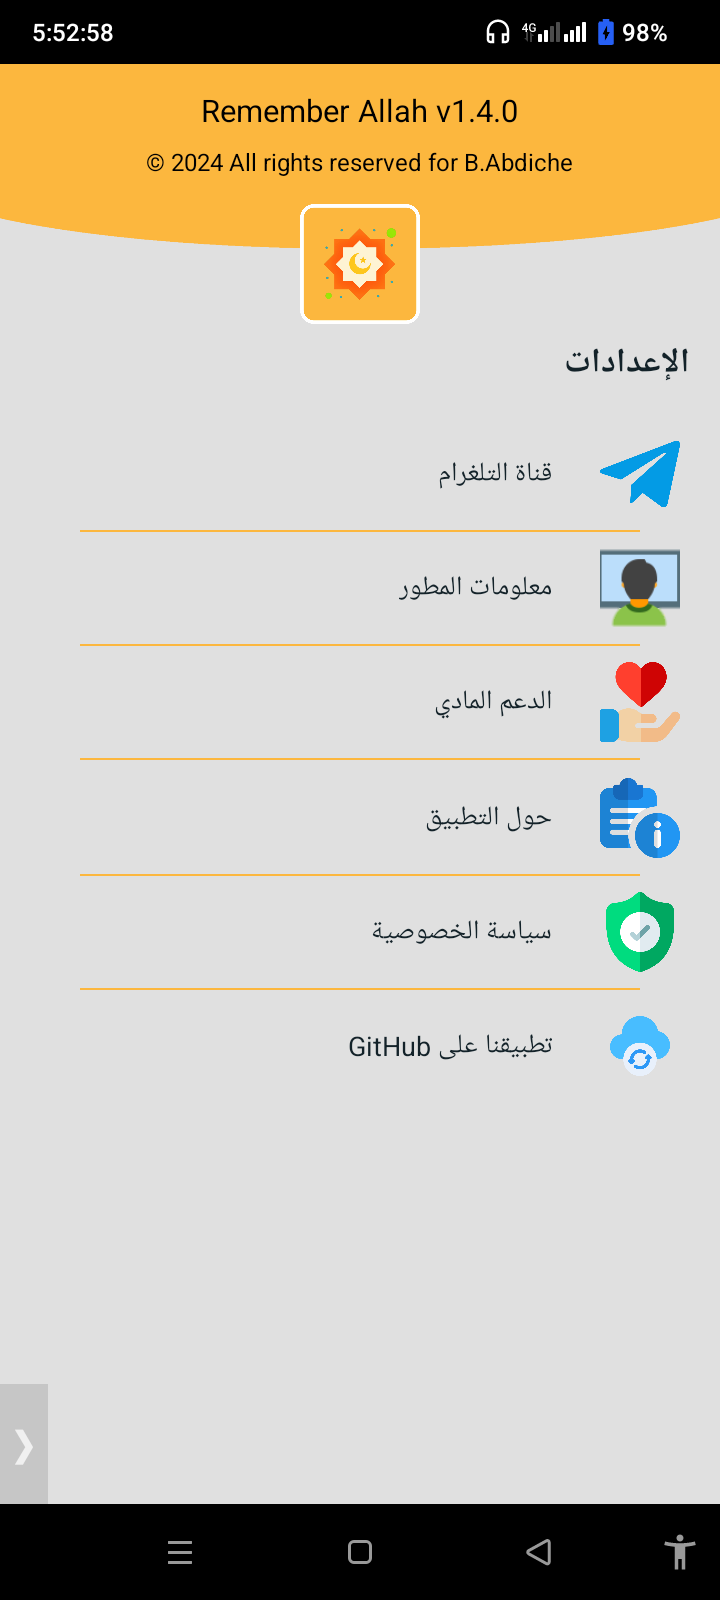 5:52:58
4G
98%
Remember Allah v1.4.0
© 2024 All rights reserved for B.Abdiche
الإعدادات
قناة التلغرام
معلومات المطور
الدعم المادي
حول التطبيق
سياسة الخصوصية
تطبيقنا على GitHub